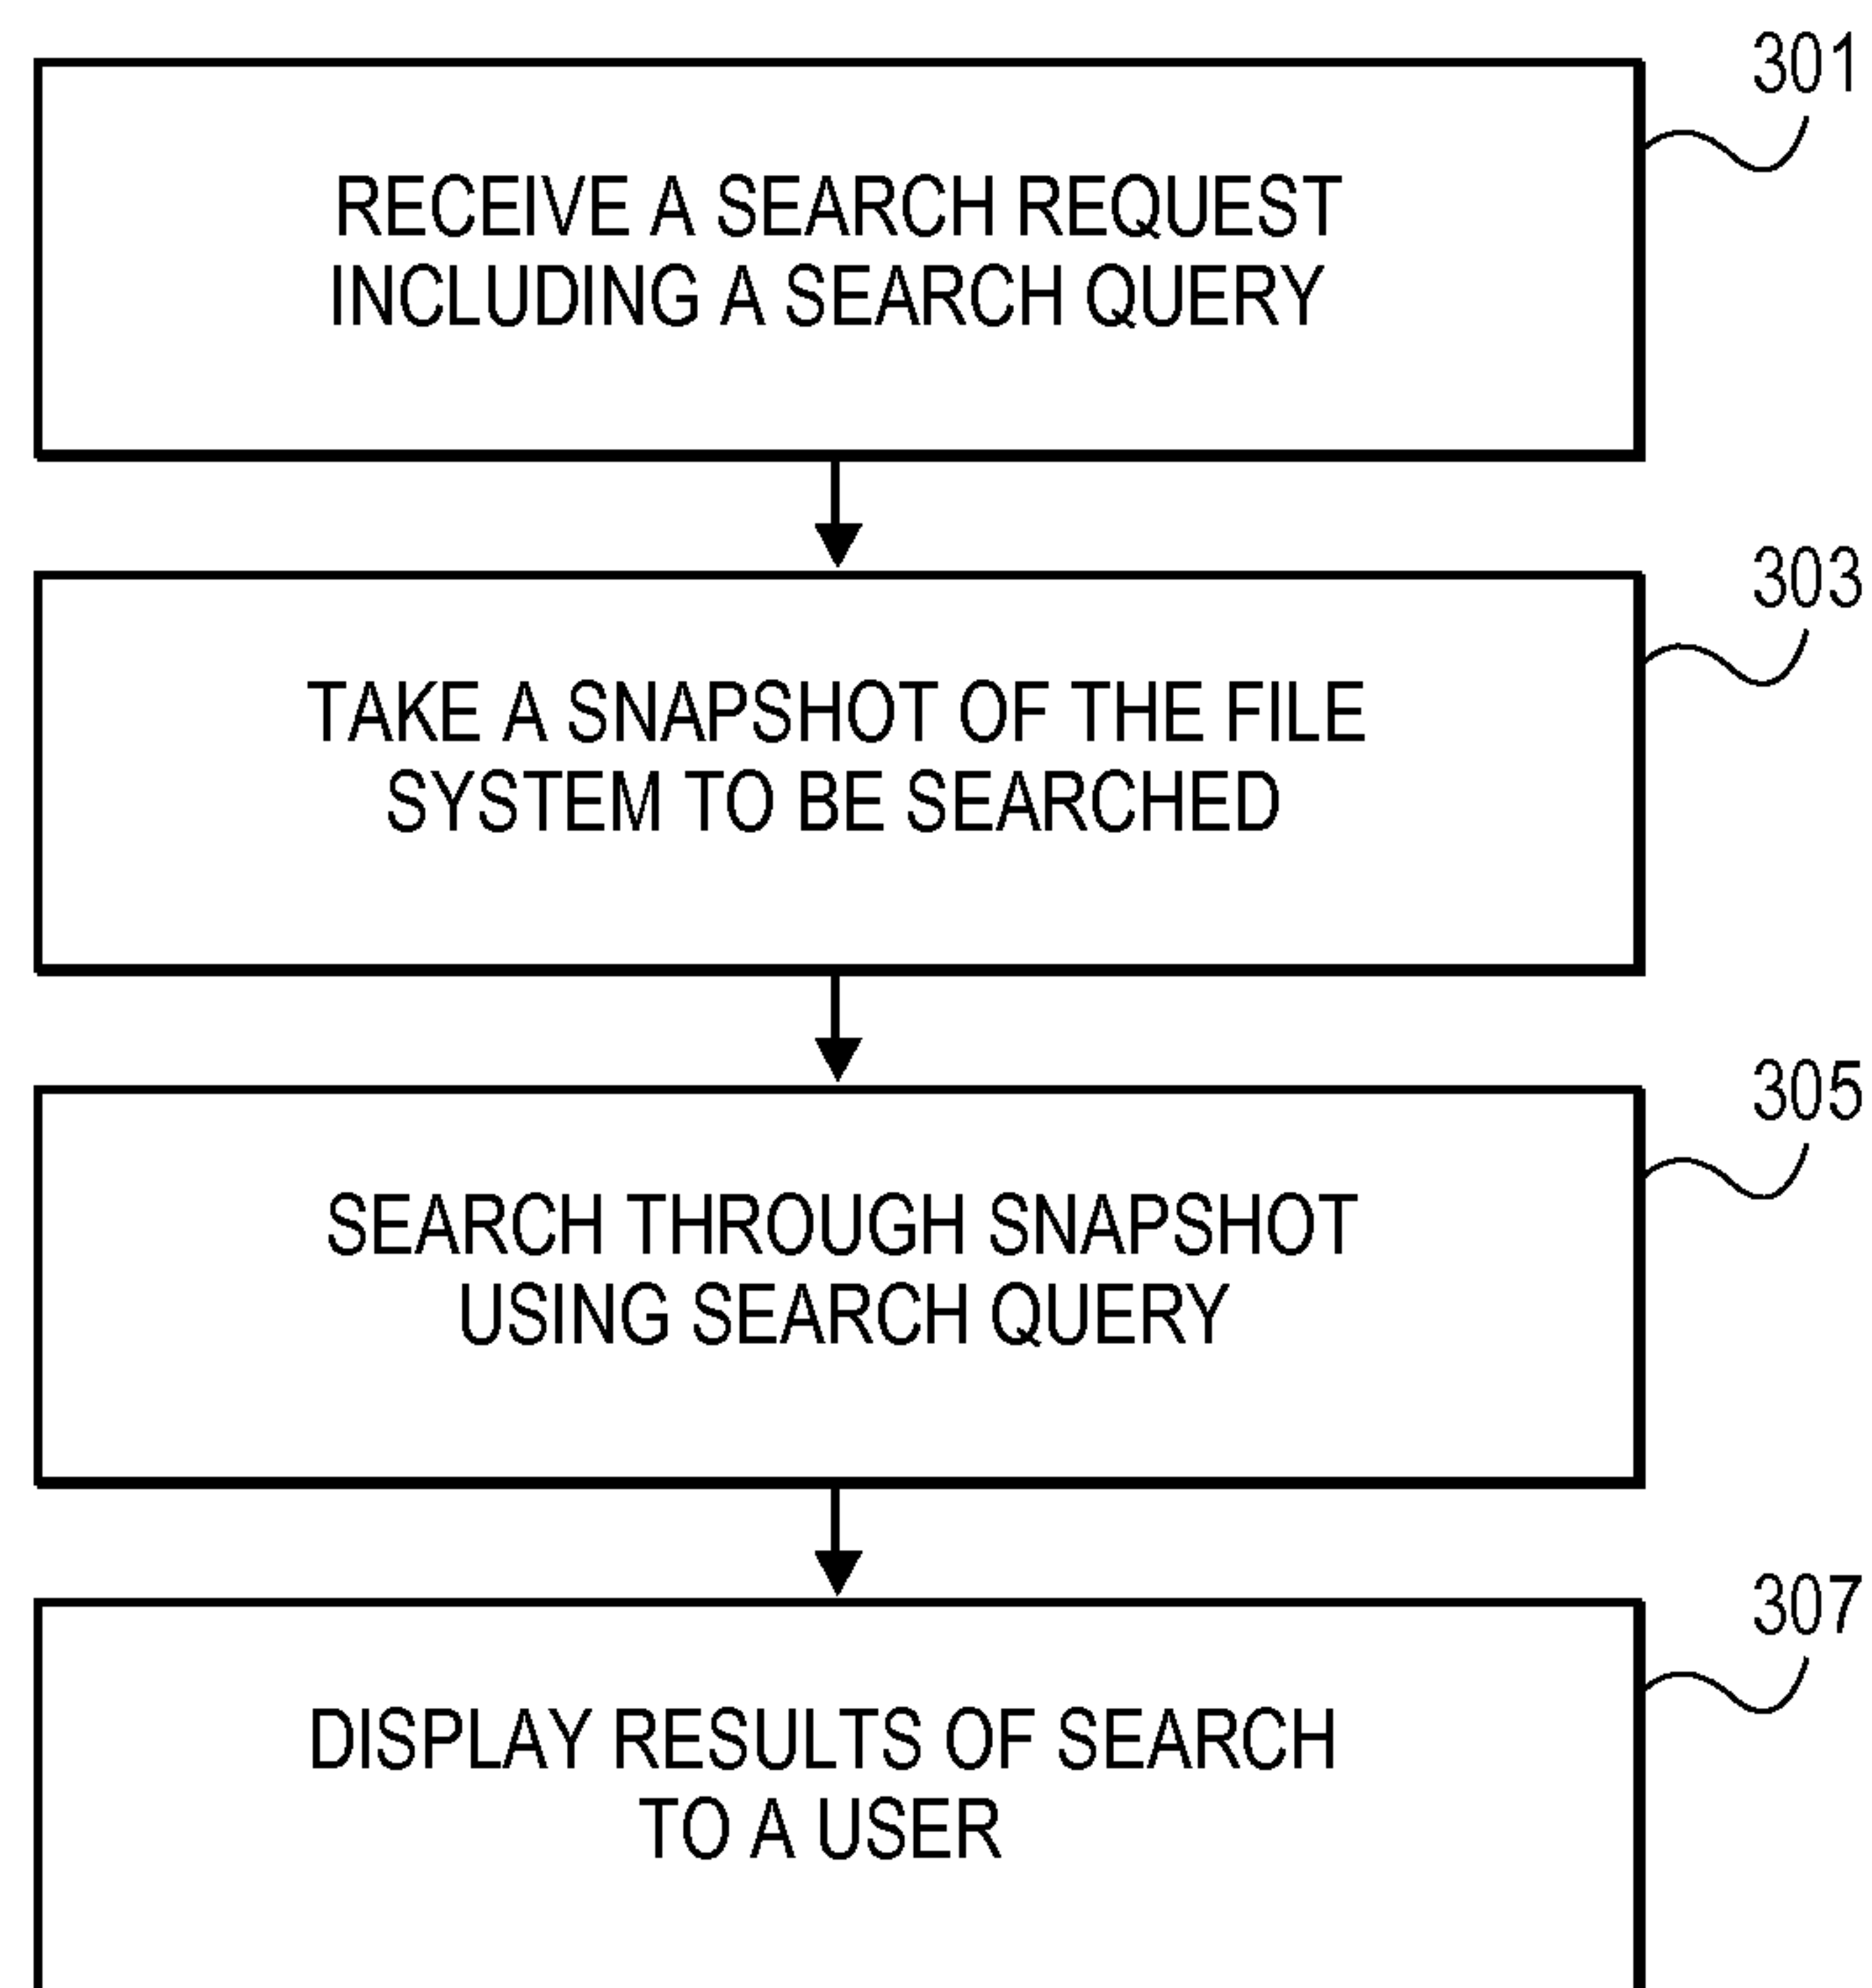 301
RECEIVE A SEARCH REQUEST
INCLUDING A SEARCH QUERY
303
TAKE A SNAPSHOT OF THE FILE
SYSTEM TO BE SEARCHED
305
SEARCH THROUGH SNAPSHOT
USING SEARCH QUERY
307
DISPLAY RESULTS OF SEARCH
TO A USER